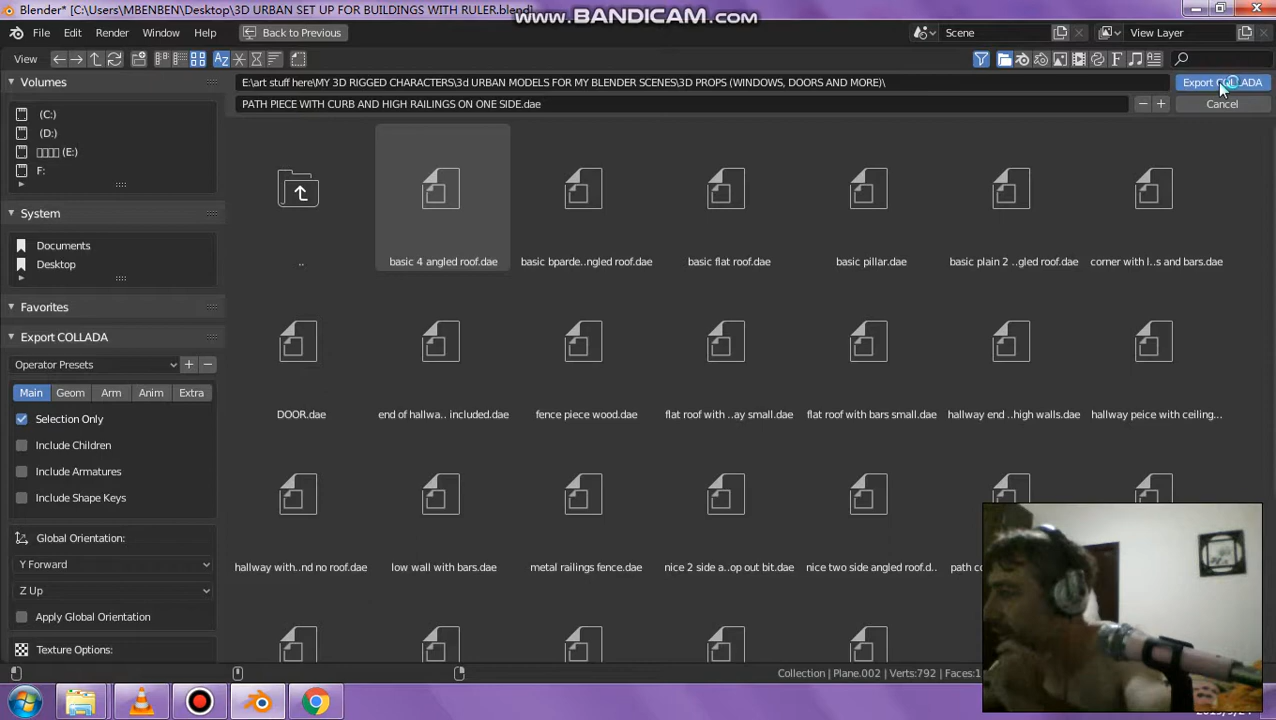 Blender* [C:\Users\MBENBEN\Desktop\3D URBAN SET UP FOR BUILDINGS WITH RULER.blend]
www.BANDICAM.com
File Edit Render Window Help Back to Previous Scene View Layer
View
Volumes
E:\art stuff here\MY 3D RIGGED CHARACTERS\3d URBAN MODELS FOR MY BLENDER SCENES\3D PROPS (WINDOWS, DOORS AND MORE)\
Export COLLADA
PATH PIECE WITH CURB AND HIGH RAILINGS ON ONE SIDE.dae
Cancel
(C:)
(D:)
(E:)
F:
System
Documents
Desktop
Favorites
Export COLLADA
Operator Presets
Main Geom Arm Anim Extra
Selection Only
Include Children
Include Armatures
Include Shape Keys
Global Orientation:
Y Forward
Z Up
Apply Global Orientation
Texture Options:
..
basic 4 angled roof.dae
basic bparde..ngled roof.dae
basic flat roof.dae
basic pillar.dae
basic plain 2 ..gled roof.dae
corner with l..s and bars.dae
DOOR.dae
end of hallwa.. included.dae
fence piece wood.dae
flat roof with ..ay small.dae
flat roof with bars small.dae
hallway end ..high walls.dae
hallway peice with ceiling...
hallway with..nd no roof.dae
low wall with bars.dae
metal railings fence.dae
nice 2 side a..op out bit.dae
nice two side angled roof.d..
path co
Collection | Plane.002 | Verts:792 | Faces:1